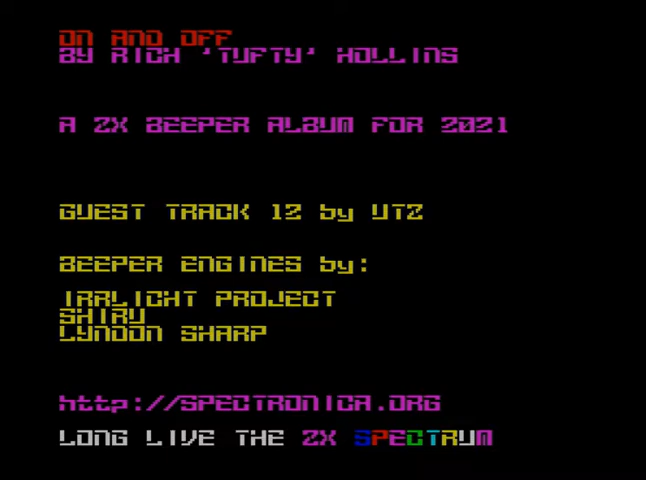 ON AND OFF
BY RICH 'TUFTY' HOLLINS
A ZX BEEPER ALBUM FOR 2021
GUEST TRACK 12 by UTZ
BEEPER ENGINES by:
IRRLICHT PROJECT
SHIRU
LYNDON SHARP
http://SPECTRONICA.ORG
LONG LIVE THE ZX SPECTRUM